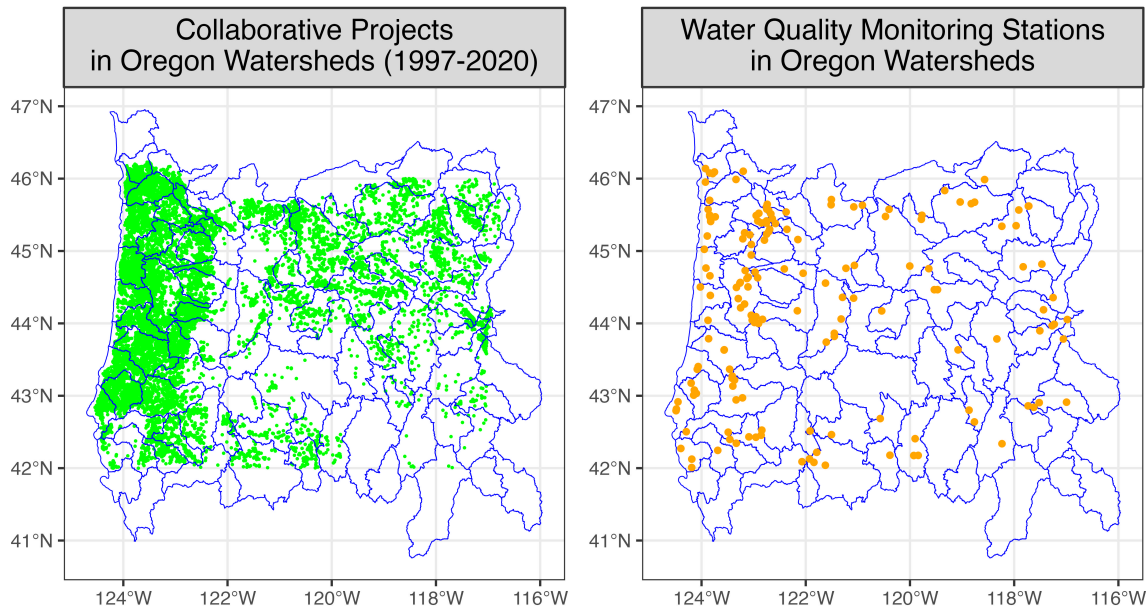 Collaborative Projects
in Oregon Watersheds (1997-2020)
47°N
46°N
45°N
44°N
43°N
42°N
41°N
124°W 122°W 120°W 118°W 116°W
Water Quality Monitoring Stations
in Oregon Watersheds
47°N
46°N
45°N
44°N
43°N
42°N
41°N
124°W 122°W 120°W 118°W 116°W